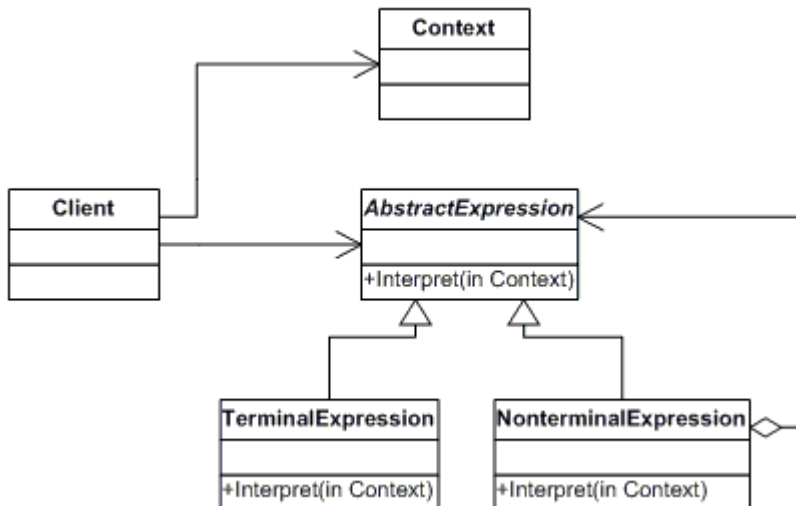 Context
Client
AbstractExpression
+Interpret(in Context)
TerminalExpression
+Interpret(in Context)
NonterminalExpression
+Interpret(in Context)